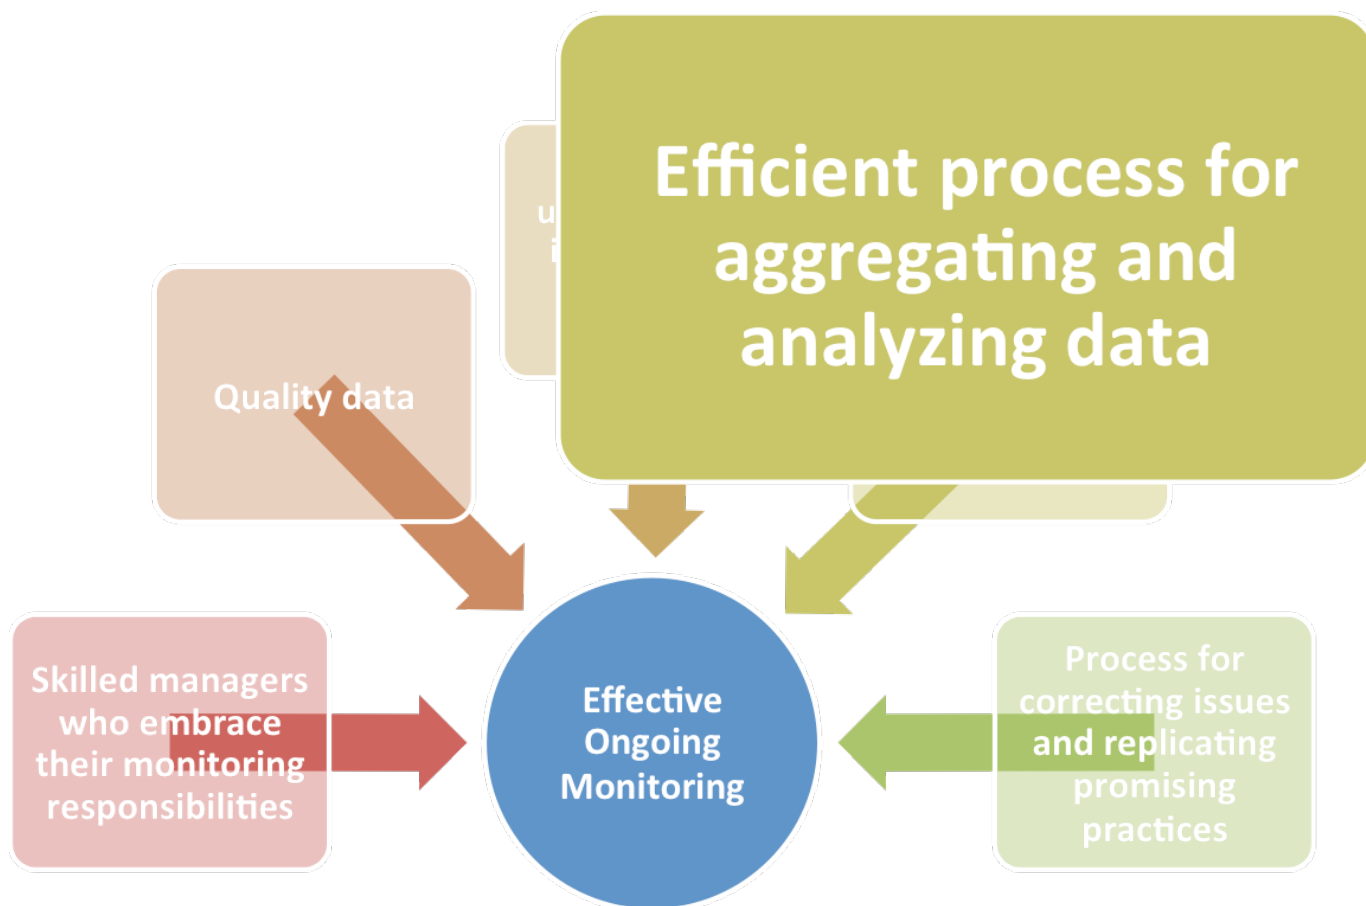 Efficient process for
aggregating and
analyzing data
Quality data
Skilled managers
who embrace
their monitoring
responsibilities
Effective
Ongoing
Monitoring
Process for
correcting issues
and replicating
promising
practices